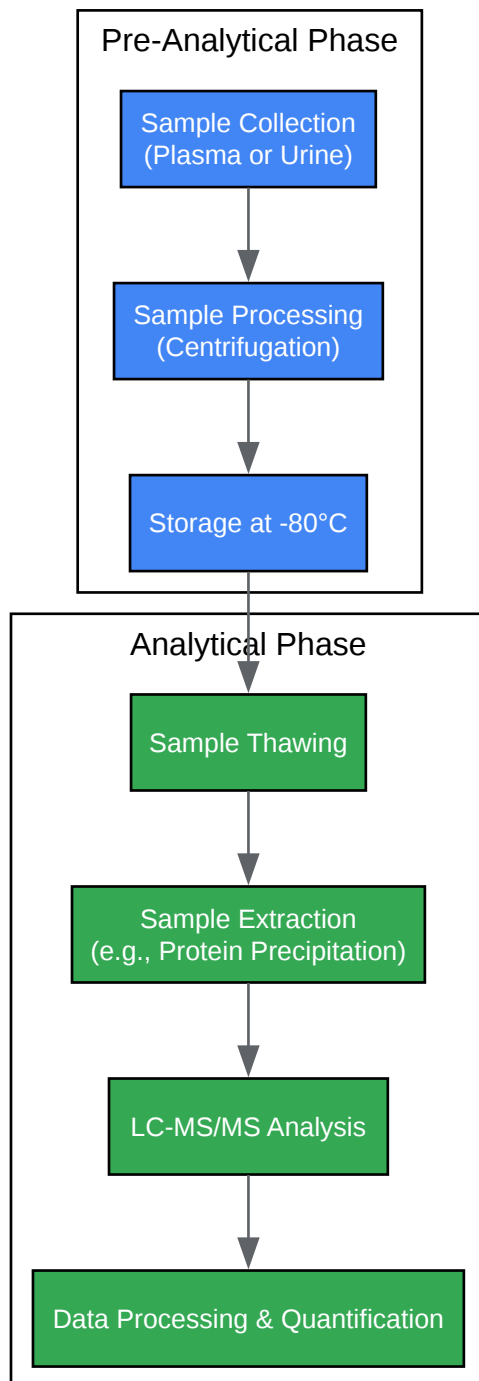 Pre-Analytical Phase
Sample Collection
(Plasma or Urine)
Sample Processing
(Centrifugation)
Storage at -80°C
Analytical Phase
Sample Thawing
Sample Extraction
(e.g., Protein Precipitation)
LC-MS/MS Analysis
Data Processing & Quantification